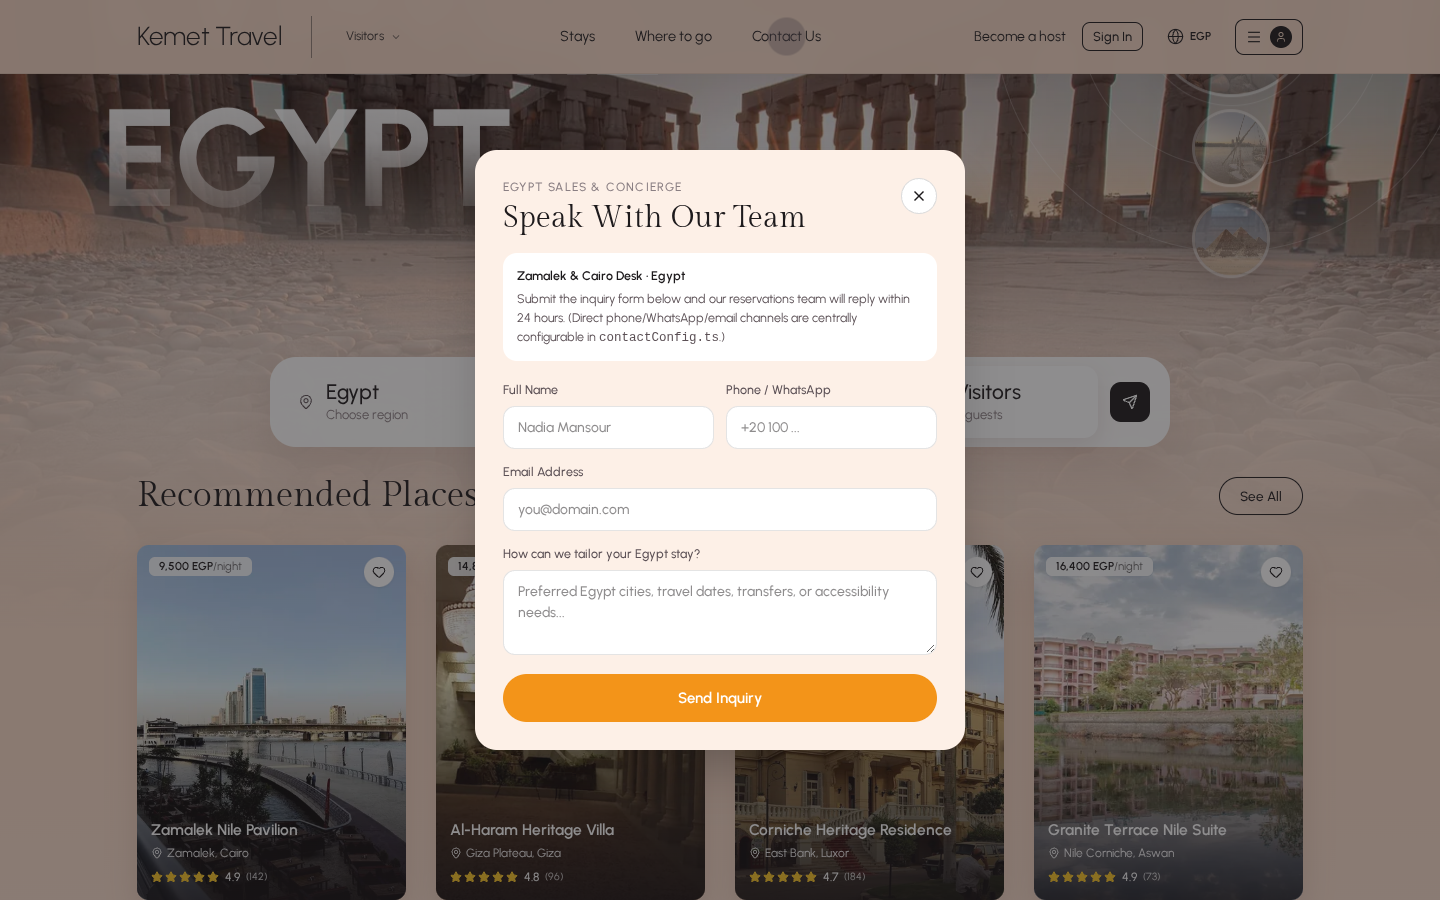 Kemet Travel
Visitors
Stays
Where to go
Contact Us
Become a host
Sign In
EGP
EGYPT
EGYPT SALES & CONCIERGE
Speak With Our Team
Zamalek & Cairo Desk · Egypt
Submit the inquiry form below and our reservations team will reply within
24 hours. (Direct phone/WhatsApp/email channels are centrally
configurable in contactConfig.ts.)
Full Name
Phone / WhatsApp
Nadia Mansour
+20 100 ...
Email Address
you@domain.com
How can we tailor your Egypt stay?
Preferred Egypt cities, travel dates, transfers, or accessibility
needs...
Send Inquiry
Egypt
Choose region
Visitors
guests
Recommended Places
See All
9,500 EGP/night
16,400 EGP/night
Zamalek Nile Pavilion
Zamalek, Cairo
4.9 (142)
Al-Haram Heritage Villa
Giza Plateau, Giza
4.8 (96)
Corniche Heritage Residence
East Bank, Luxor
4.7 (184)
Granite Terrace Nile Suite
Nile Corniche, Aswan
4.9 (73)